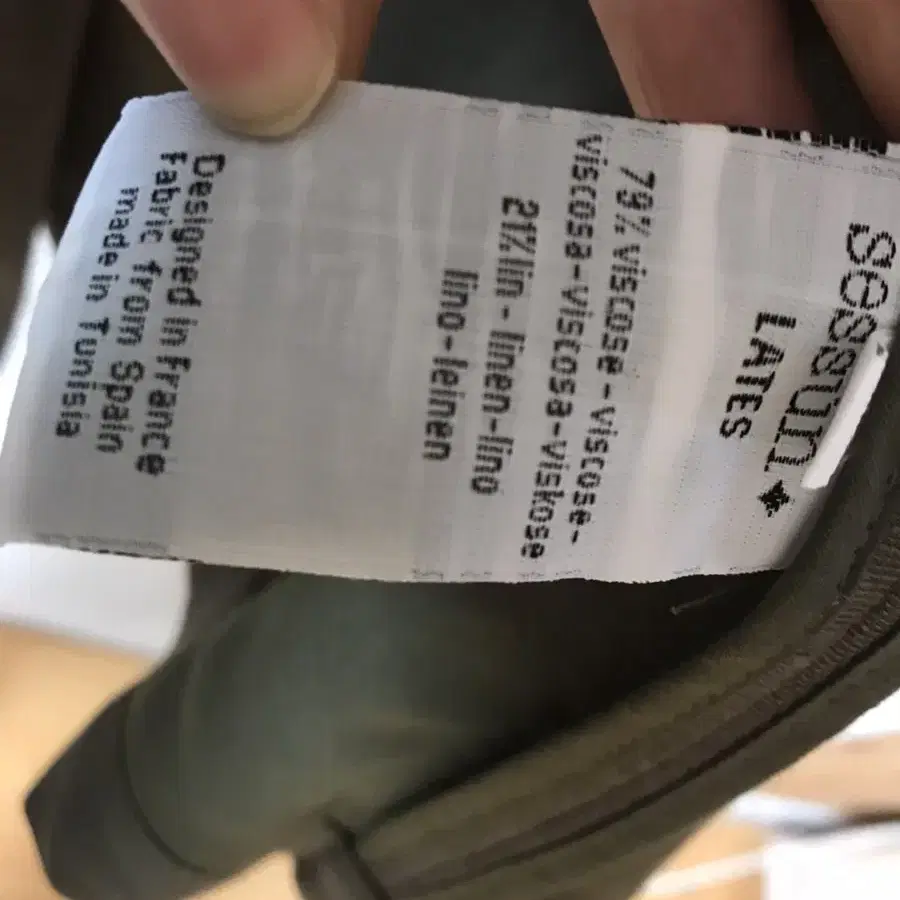 sessùn
LATES
79% viscose - viscose -
viscosa-viscosa-viskose
21% lin - linen-lino
lino -leinen
Designed in France
Fabric from Spain
made in Tunisia